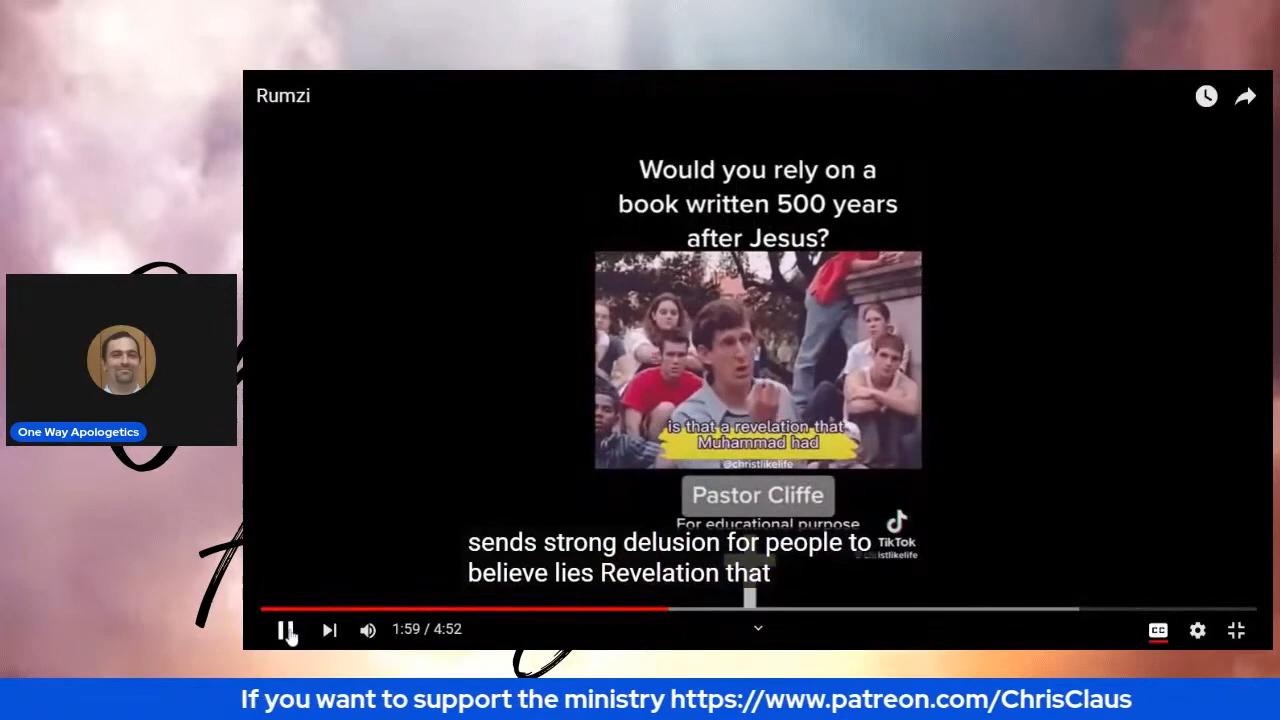 Rumzi
Would you rely on a
book written 500 years
after Jesus?
is that a revelation that
Muhammad had
@christlikelife
Pastor Cliffe
For educational purpose
TikTok
sends strong delusion for people to
believe lies Revelation that
One Way Apologetics
1:59 / 4:52
CC
If you want to support the ministry https://www.patreon.com/ChrisClaus